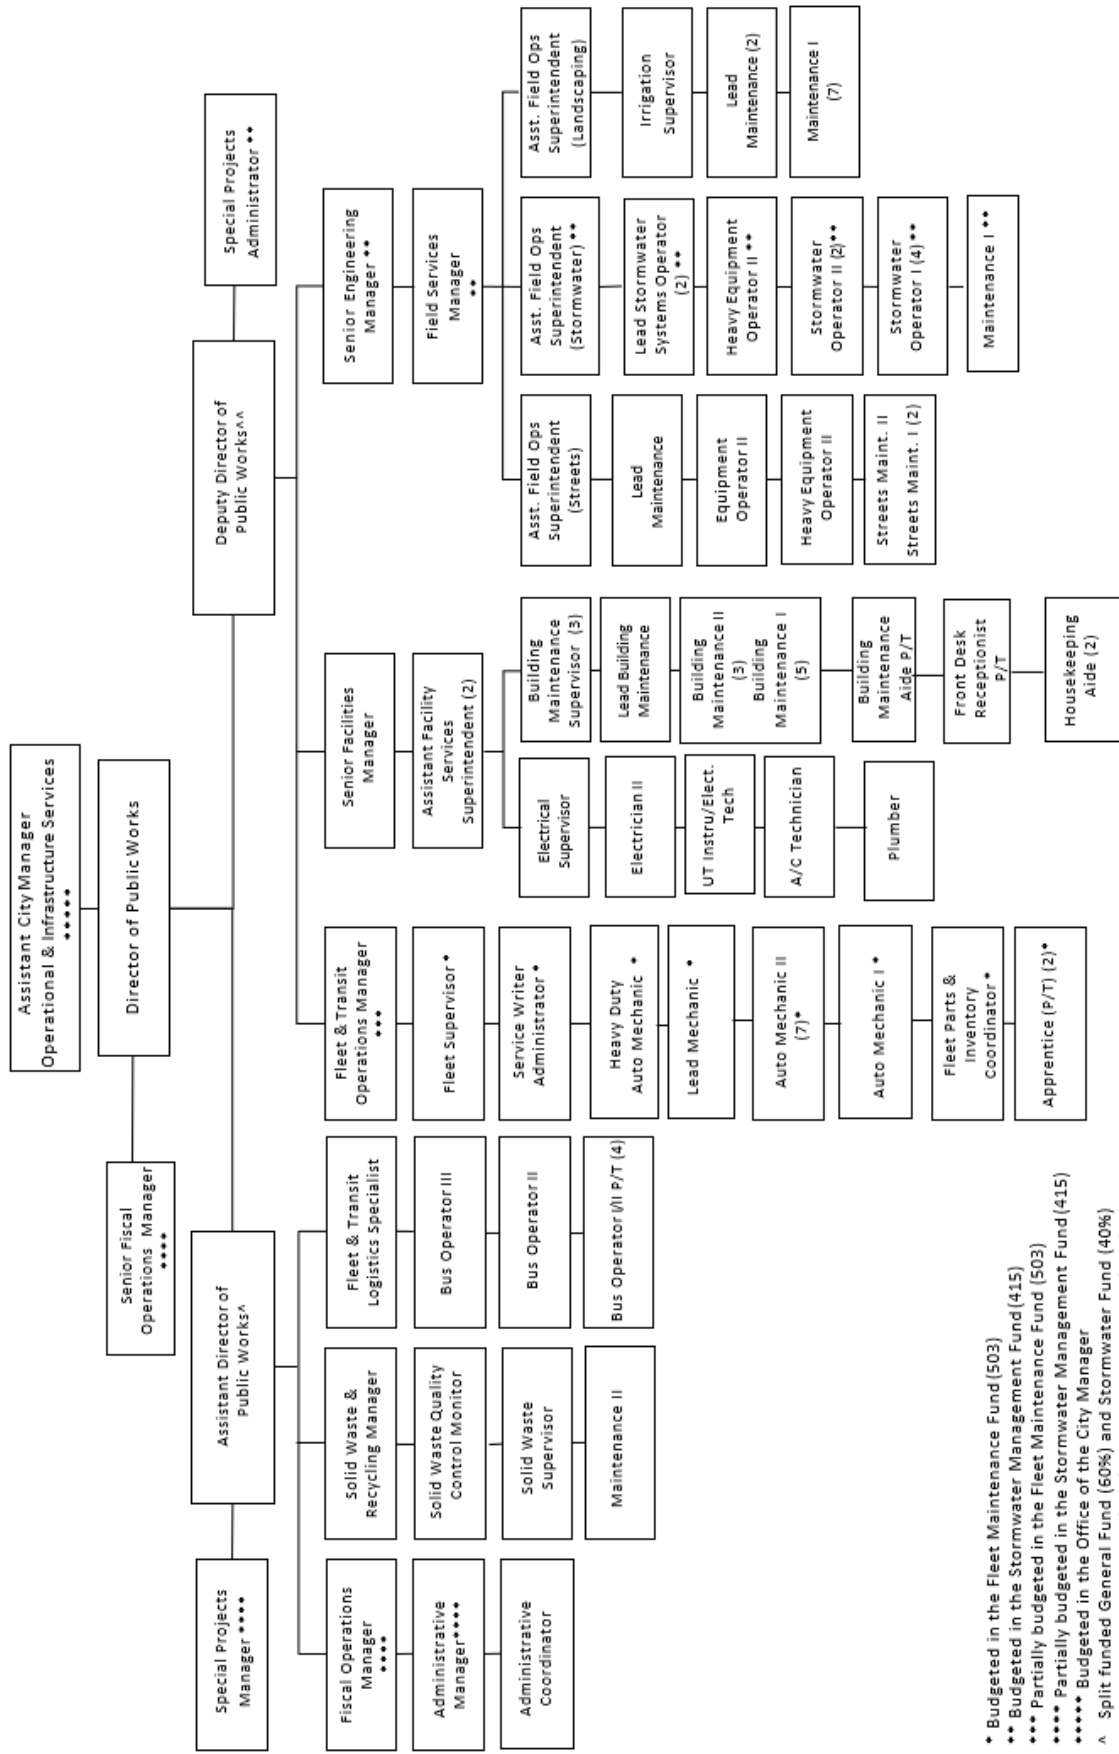 Assistant City Manager
Operational & Infrastructure Services
*****
Director of Public Works
Senior Fiscal
Operations Manager
****
Assistant Director of
Public Works^
Deputy Director of
Public Works^^
Special Projects
Manager ****
Special Projects
Administrator **
Fiscal Operations
Manager
****
Administrative
Manager****
Administrative
Coordinator
Solid Waste &
Recycling Manager
Solid Waste Quality
Control Monitor
Solid Waste
Supervisor
Maintenance II
Fleet & Transit
Logistics Specialist
Bus Operator III
Bus Operator II
Bus Operator I/II P/T (4)
Fleet & Transit
Operations Manager
***
Fleet Supervisor *
Service Writer
Administrator *
Heavy Duty
Auto Mechanic *
Lead Mechanic *
Auto Mechanic II
(7)*
Auto Mechanic I *
Fleet Parts &
Inventory
Coordinator *
Apprentice (P/T) (2)*
Senior Facilities
Manager
Assistant Facility
Services
Superintendent (2)
Electrical
Supervisor
Electrician II
UT Instru/Elect.
Tech
A/C Technician
Plumber
Building
Maintenance
Supervisor (3)
Lead Building
Maintenance
Building
Maintenance II
(3)
Building
Maintenance I
(5)
Building
Maintenance
Aide P/T
Front Desk
Receptionist
P/T
Housekeeping
Aide (2)
Senior Engineering
Manager **
Field Services
Manager
**
Asst. Field Ops
Superintendent
(Streets)
Lead
Maintenance
Equipment
Operator II
Heavy Equipment
Operator II
Streets Maint. II
Streets Maint. I (2)
Asst. Field Ops
Superintendent
(Stormwater) **
Lead Stormwater
Systems Operator
(2) **
Heavy Equipment
Operator II **
Stormwater
Operator II (2)**
Stormwater
Operator I (4) **
Maintenance I **
Asst. Field Ops
Superintendent
(Landscaping)
Irrigation
Supervisor
Lead
Maintenance (2)
Maintenance I
(7)
* Budgeted in the Fleet Maintenance Fund (503)
** Budgeted in the Stormwater Management Fund (415)
*** Partially budgeted in the Fleet Maintenance Fund (503)
**** Partially budgeted in the Stormwater Management Fund (415)
***** Budgeted in the Office of the City Manager
^ Split funded General Fund (60%) and Stormwater Fund (40%)